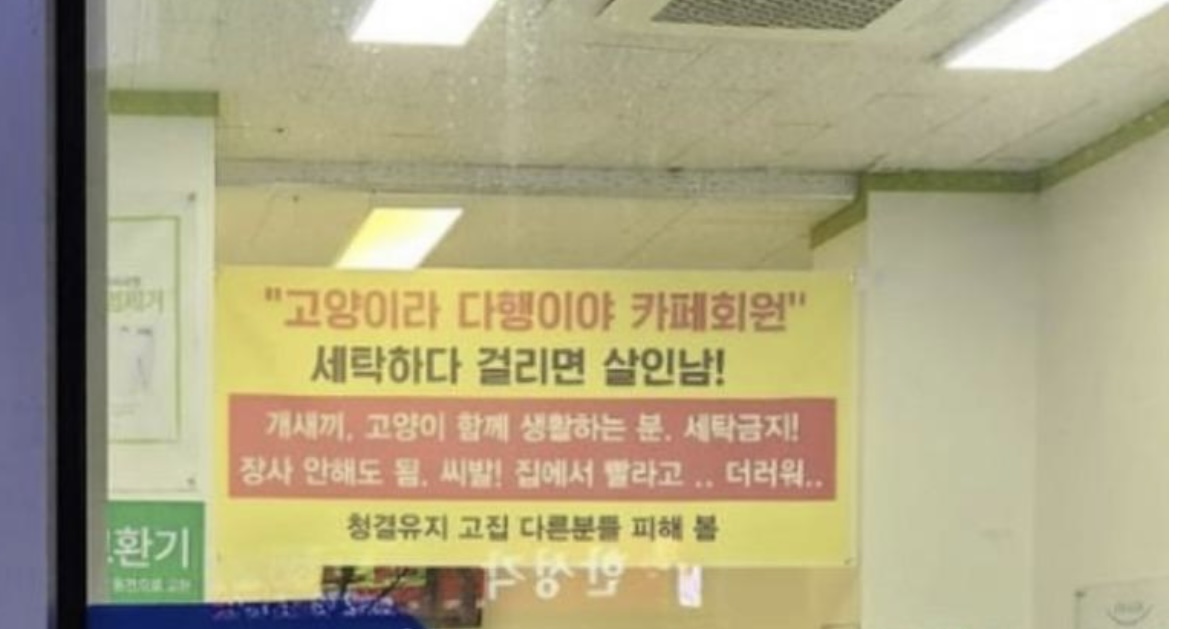 "고양이라 다행이야 카페회원"
세탁하다 걸리면 살인남!
개새끼, 고양이 함께 생활하는 분. 세탁금지!
장사 안해도 됨. 씨발! 집에서 빨라고 .. 더러워..
청결유지 고집 다른분들 피해 봄
환기